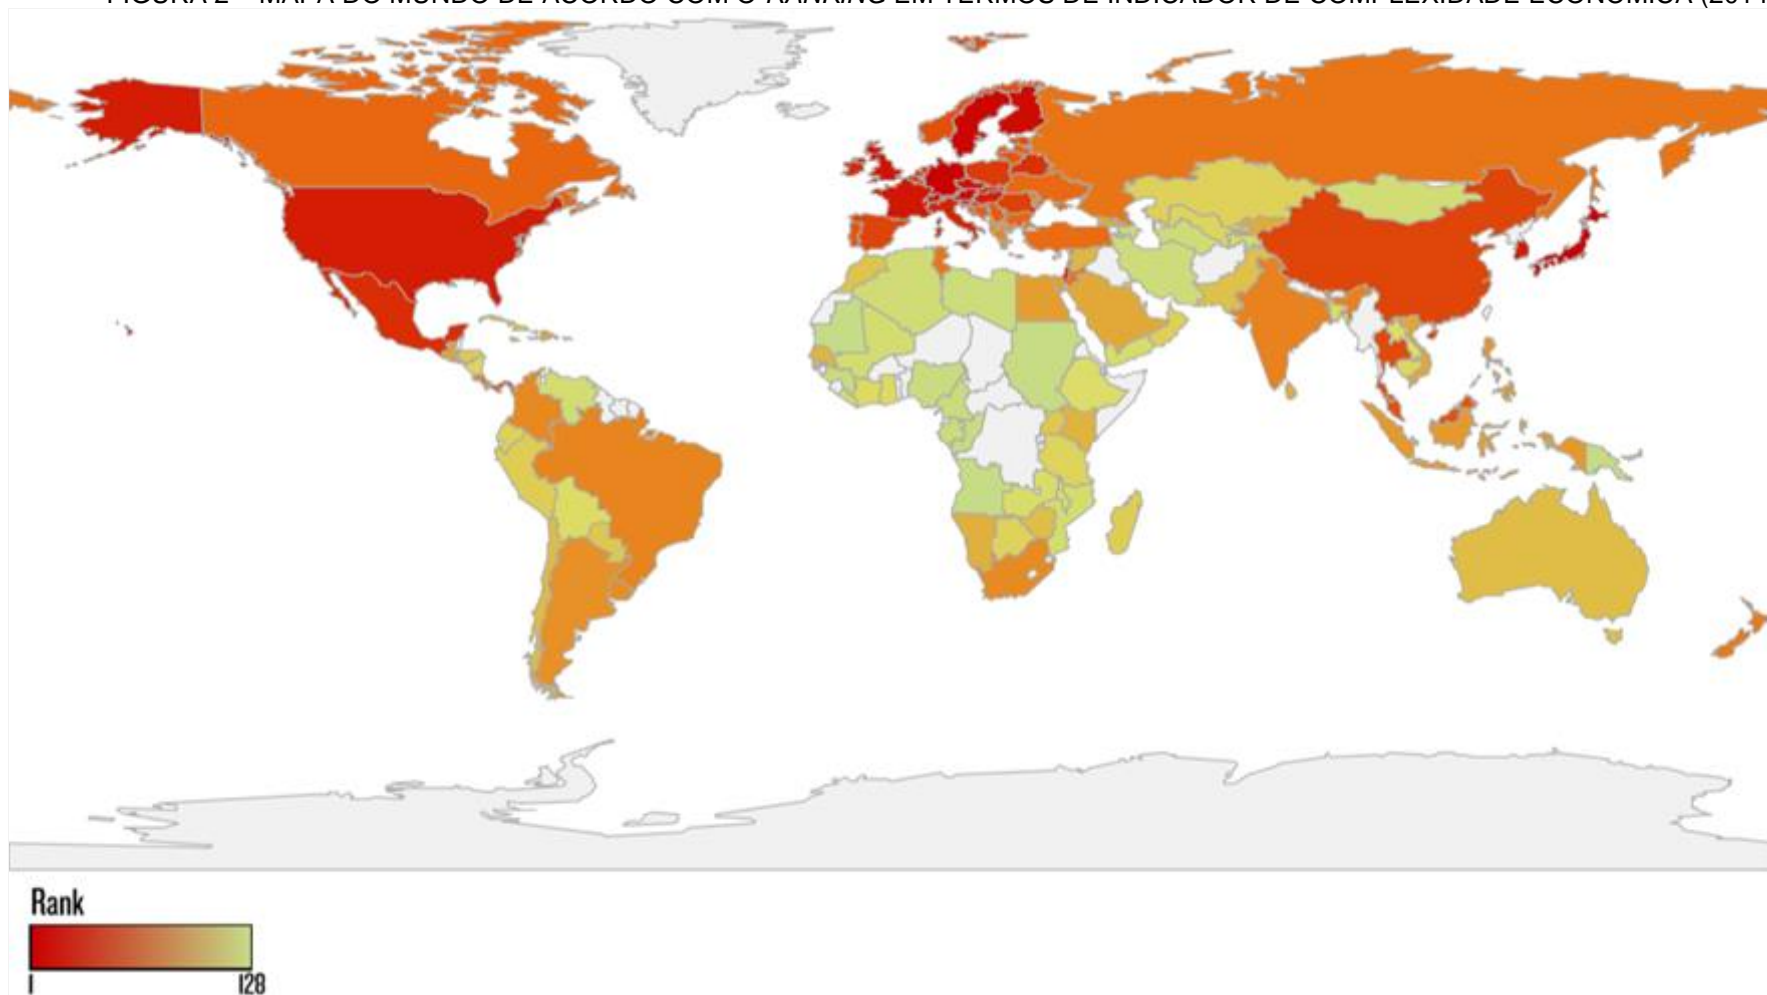 FIGURA 2 – MAPA DO MUNDO DE ACORDO COM O RANKING EM TERMOS DE INDICADOR DE COMPLEXIDADE ECONÔMICA (2014
Rank
1 128